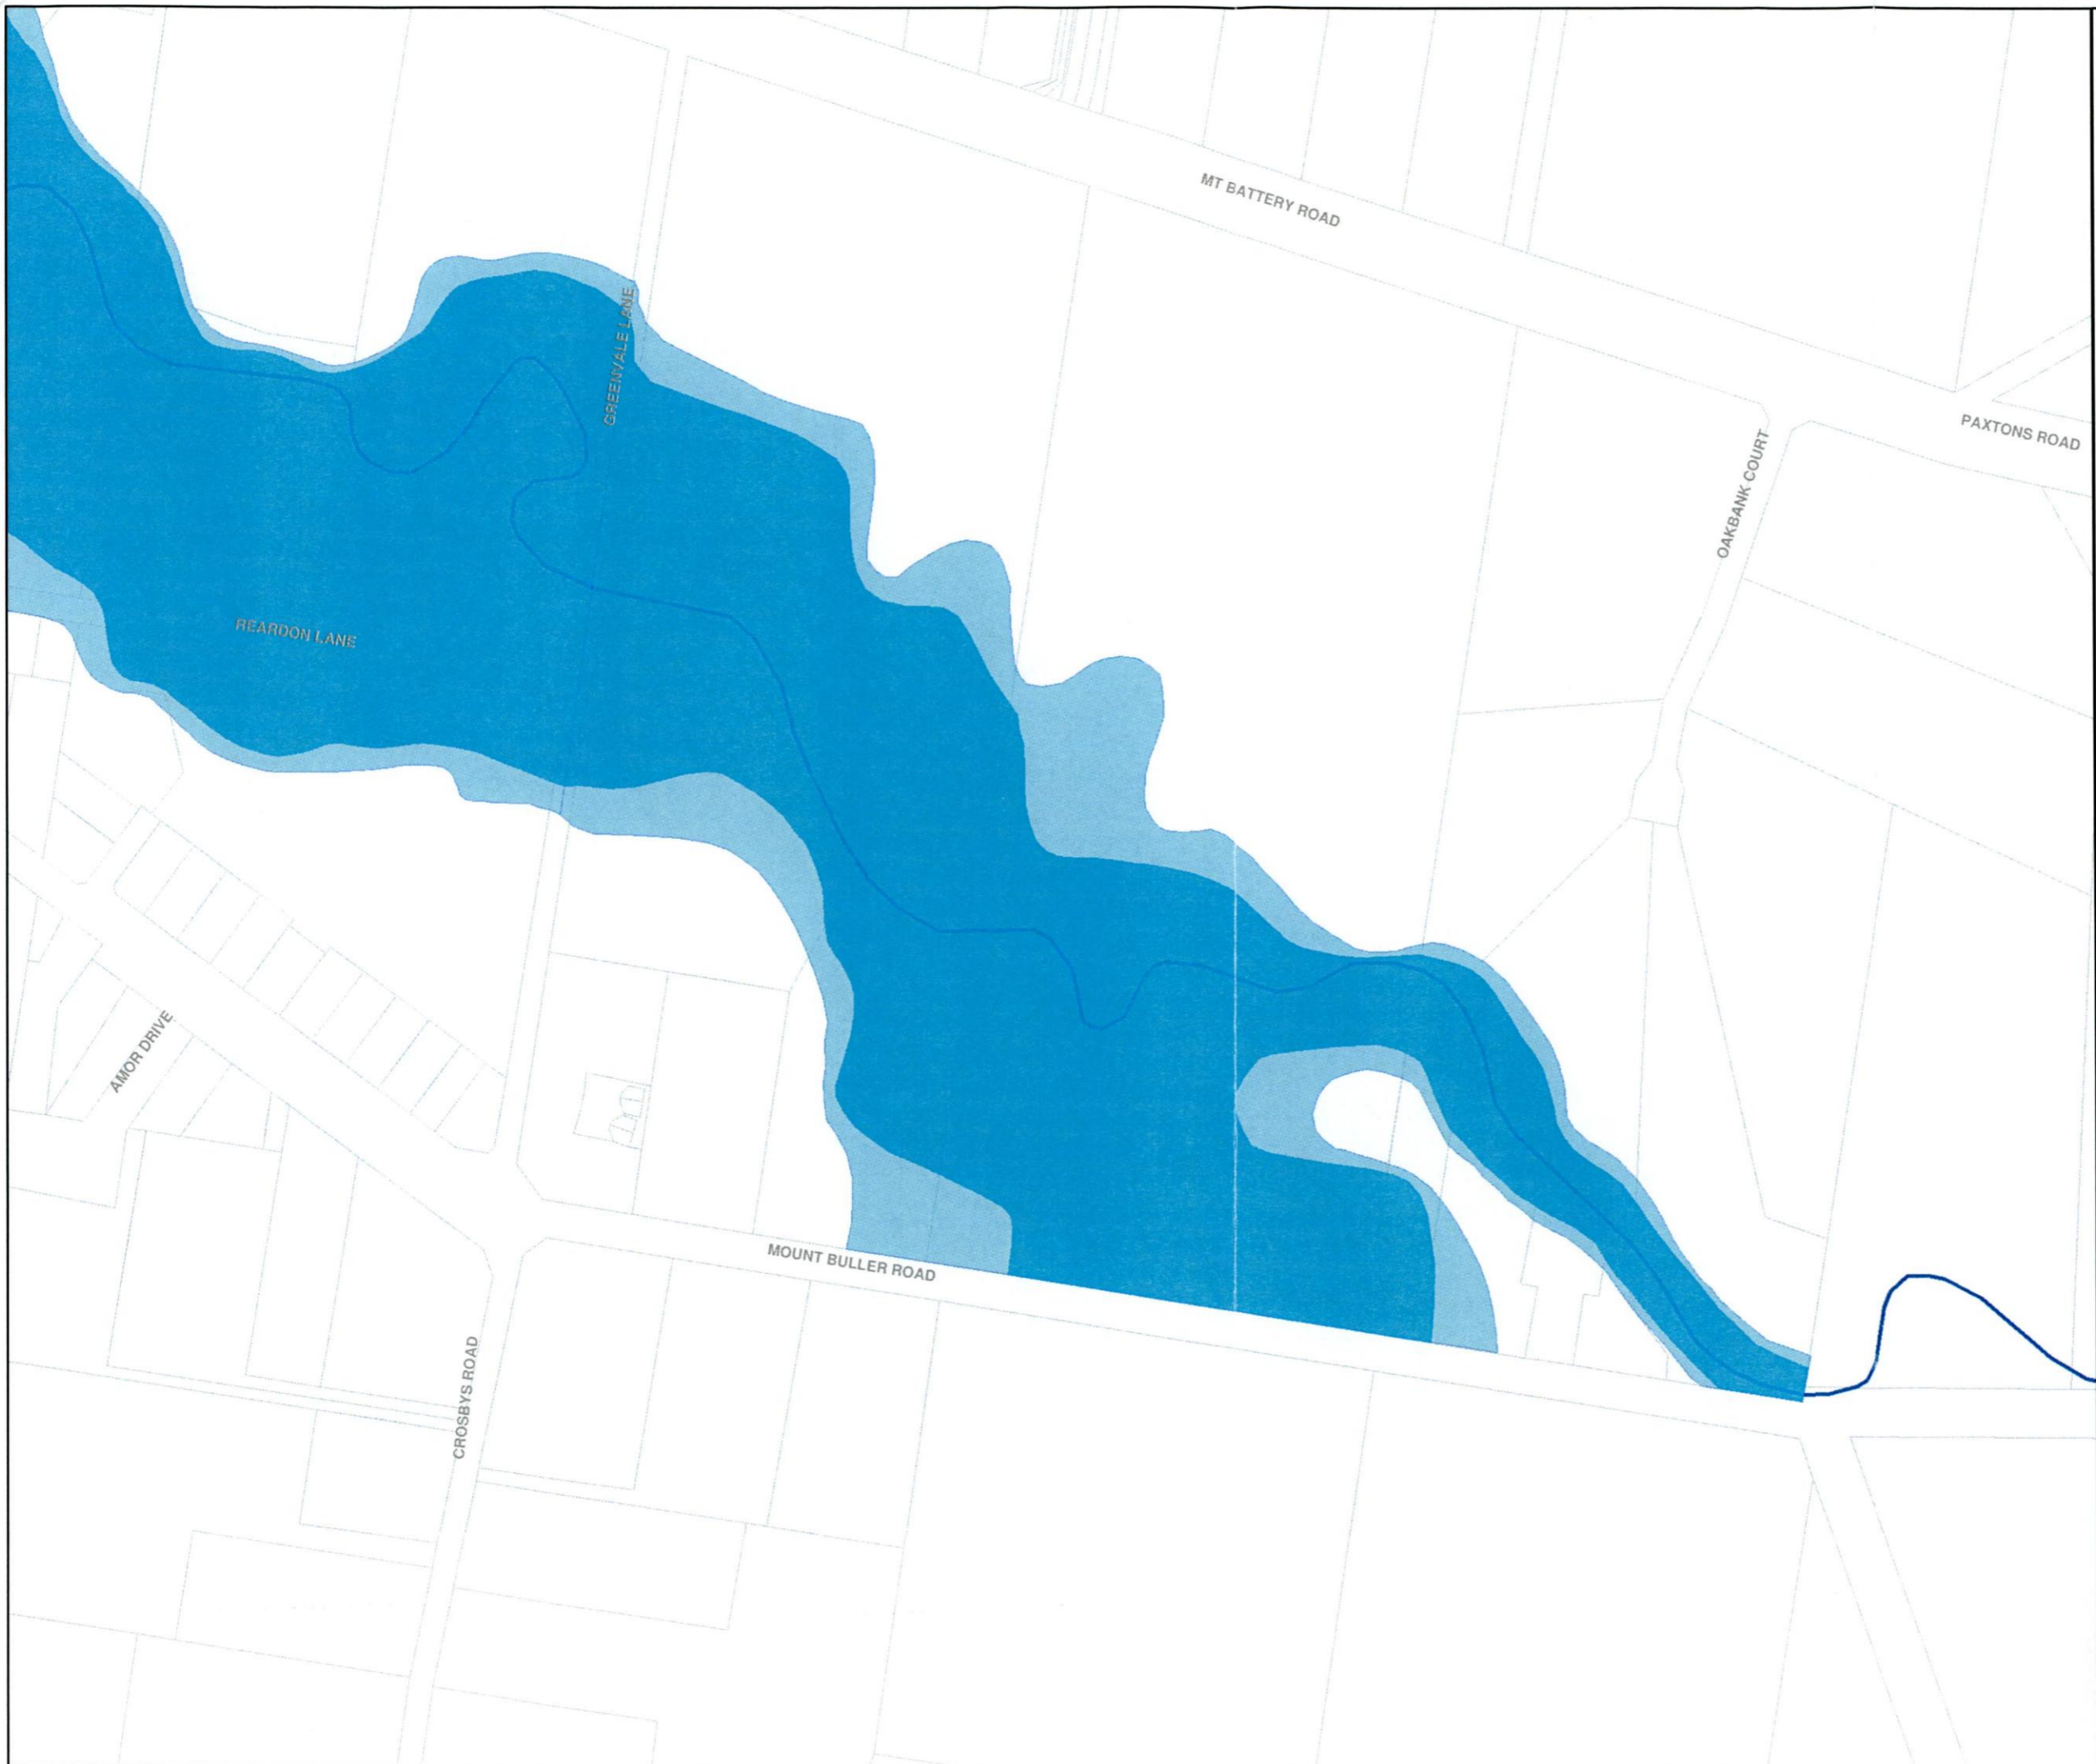 MT BATTERY ROAD
GREENVALE LANE
PAXTONS ROAD
OAKBANK COURT
REARDON LANE
AMOR DRIVE
MOUNT BULLER ROAD
CROSBYS ROAD